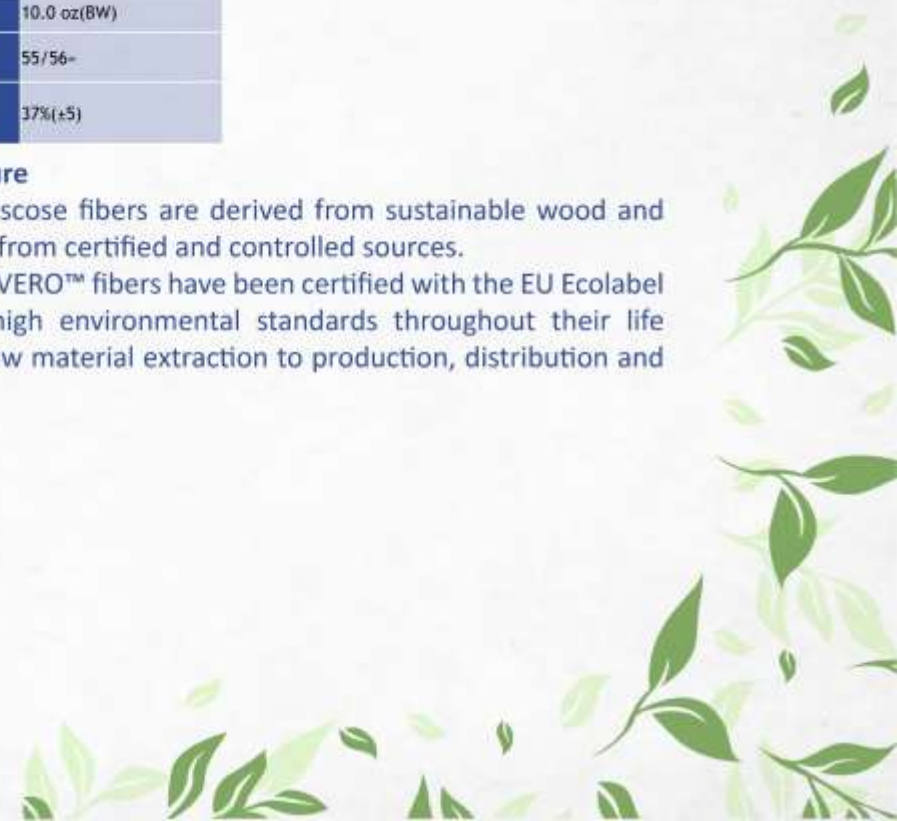 10.0 oz(BW)
55/56"
37%(±5)
ure
scose fibers are derived from sustainable wood and
from certified and controlled sources.
VERO™ fibers have been certified with the EU Ecolabel
high environmental standards throughout their life
w material extraction to production, distribution and